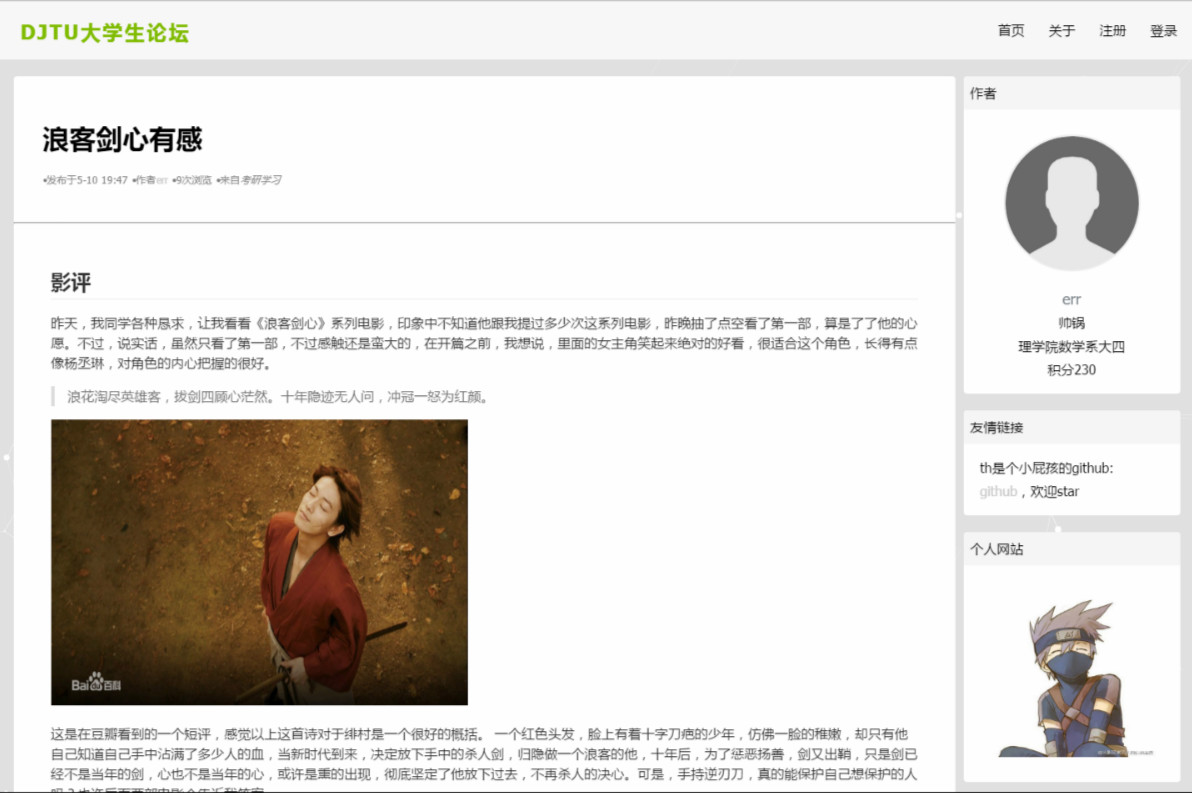 DJTU大学生论坛
首页 关于 注册 登录
浪客剑心有感
•发布于5-10 19:47 •作者err •9次浏览 •来自考研学习
影评
昨天，我同学各种恳求，让我看看《浪客剑心》系列电影，印象中不知道他跟我提过多少次这系列电影，昨晚抽了点空看了第一部，算是了了他的心
愿。不过，说实话，虽然只看了第一部，不过感触还是蛮大的，在开篇之前，我想说，里面的女主角笑起来绝对的好看，很适合这个角色，长得有点
像杨丞琳，对角色的内心把握的很好。
浪花淘尽英雄客，拔剑四顾心茫然。十年隐迹无人问，冲冠一怒为红颜。
Bai百科
这是在豆瓣看到的一个短评，感觉以上这首诗对于绯村是一个很好的概括。 一个红色头发，脸上有着十字刀疤的少年，仿佛一脸的稚嫩，却只有他
自己知道自己手中沾满了多少人的血，当新时代到来，决定放下手中的杀人剑，归隐做一个浪客的他，十年后，为了惩恶扬善，剑又出鞘，只是剑已
经不是当年的剑，心也不是当年的心，或许是薰的出现，彻底坚定了他放下过去，不再杀人的决心。可是，手持逆刃刀，真的能保护自己想保护的人
作者
err
帅锅
理学院数学系大四
积分230
友情链接
th是个小屁孩的github:
github，欢迎star
个人网站